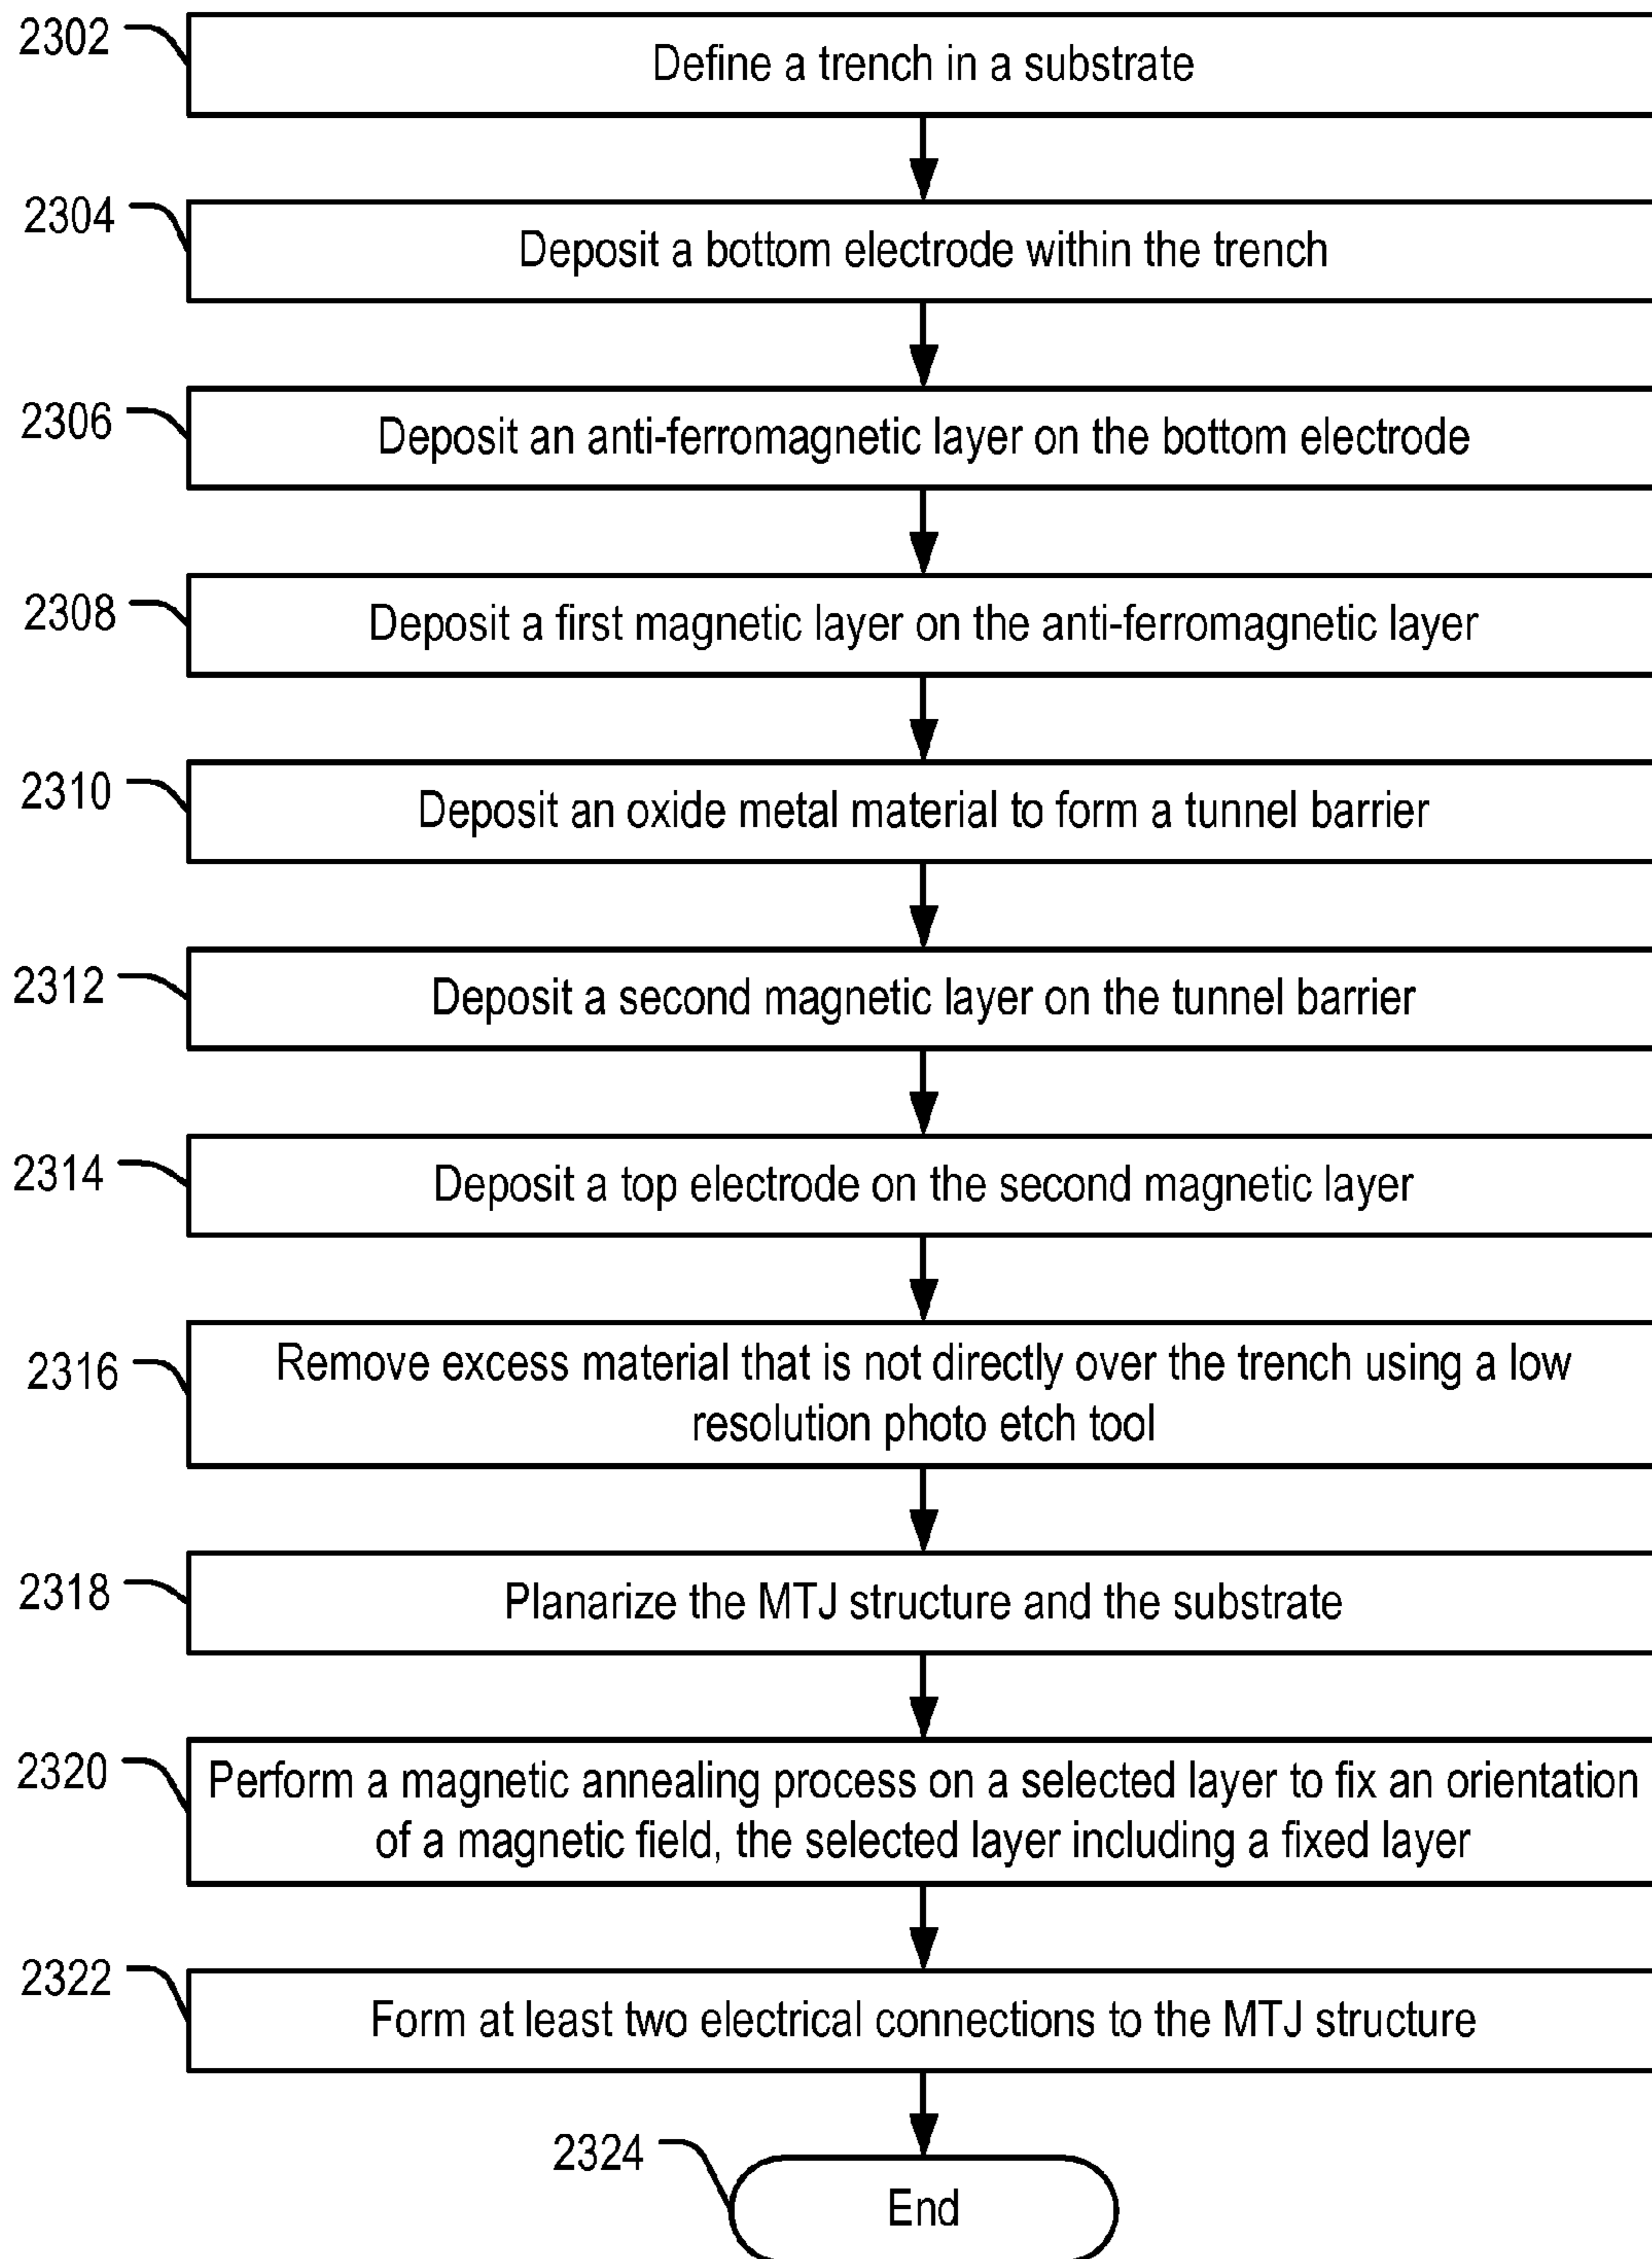 2302
Define a trench in a substrate
2304
Deposit a bottom electrode within the trench
2306
Deposit an anti-ferromagnetic layer on the bottom electrode
2308
Deposit a first magnetic layer on the anti-ferromagnetic layer
2310
Deposit an oxide metal material to form a tunnel barrier
2312
Deposit a second magnetic layer on the tunnel barrier
2314
Deposit a top electrode on the second magnetic layer
2316
Remove excess material that is not directly over the trench using a low
resolution photo etch tool
2318
Planarize the MTJ structure and the substrate
2320
Perform a magnetic annealing process on a selected layer to fix an orientation
of a magnetic field, the selected layer including a fixed layer
2322
Form at least two electrical connections to the MTJ structure
2324
End